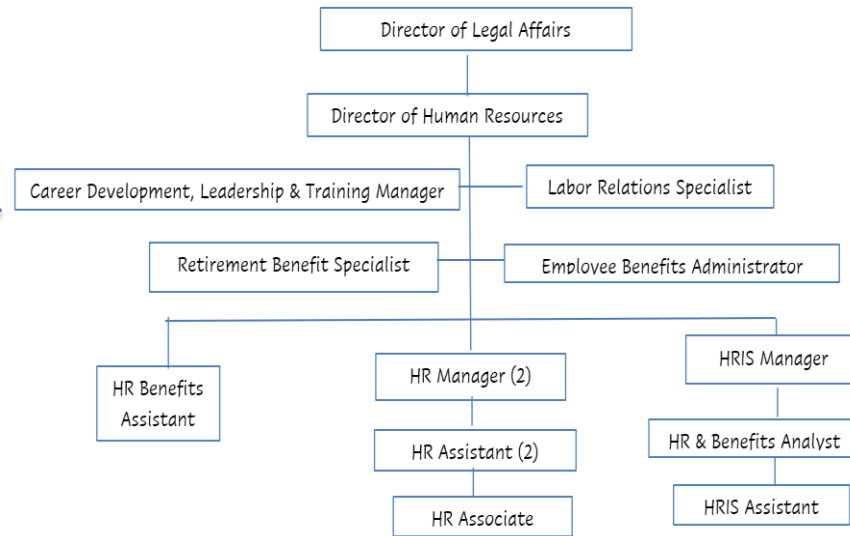 Director of Legal Affairs
Director of Human Resources
Career Development, Leadership & Training Manager
Labor Relations Specialist
Retirement Benefit Specialist
Employee Benefits Administrator
HR Benefits
Assistant
HR Manager (2)
HRIS Manager
HR Assistant (2)
HR & Benefits Analyst
HR Associate
HRIS Assistant